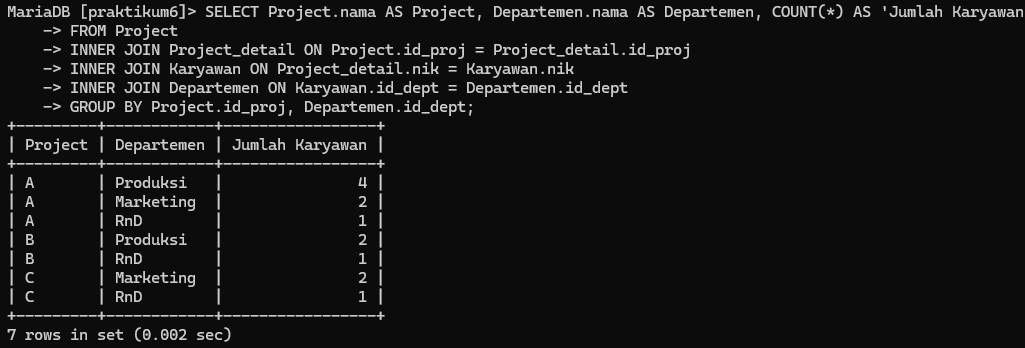 MariaDB [praktikum6]> SELECT Project.nama AS Project, Departemen.nama AS Departemen, COUNT(*) AS 'Jumlah Karyawan
    -> FROM Project
    -> INNER JOIN Project_detail ON Project.id_proj = Project_detail.id_proj
    -> INNER JOIN Karyawan ON Project_detail.nik = Karyawan.nik
    -> INNER JOIN Departemen ON Karyawan.id_dept = Departemen.id_dept
    -> GROUP BY Project.id_proj, Departemen.id_dept;
+---------+------------+-----------------+
| Project | Departemen | Jumlah Karyawan |
+---------+------------+-----------------+
| A       | Produksi   |               4 |
| A       | Marketing  |               2 |
| A       | RnD        |               1 |
| B       | Produksi   |               2 |
| B       | RnD        |               1 |
| C       | Marketing  |               2 |
| C       | RnD        |               1 |
+---------+------------+-----------------+
7 rows in set (0.002 sec)